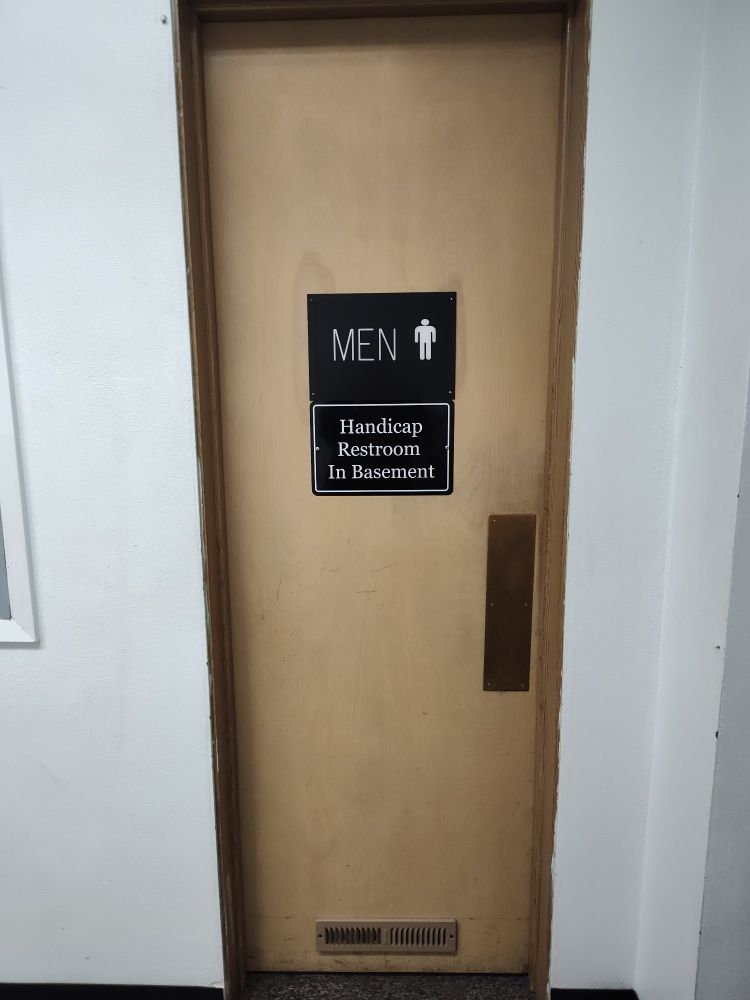 MEN
Handicap
Restroom
In Basement